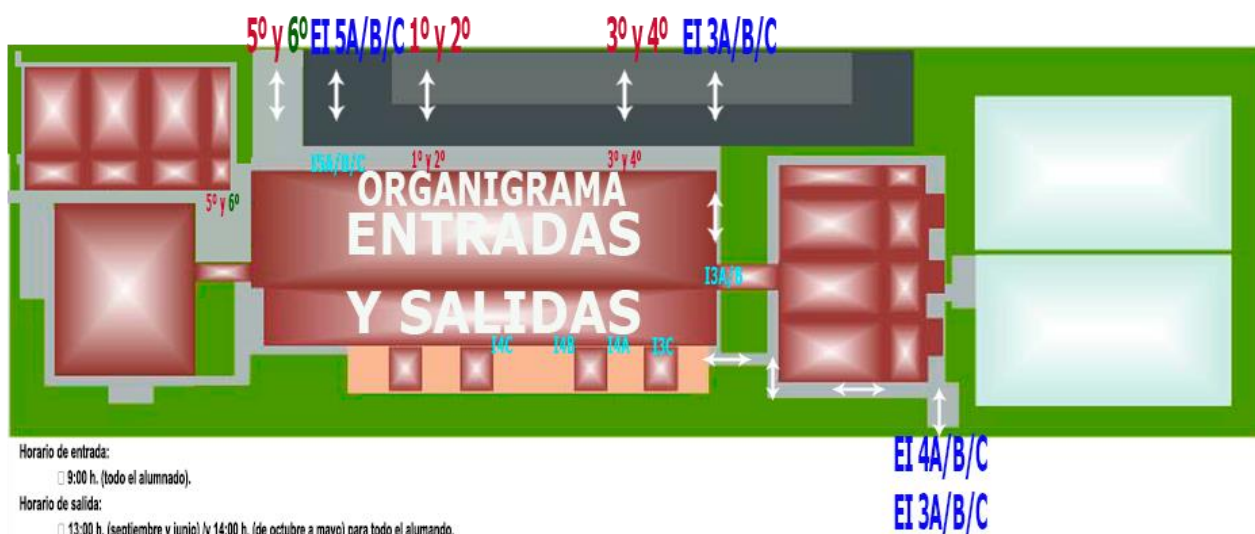 5º y 6º EI 5A/B/C 1º y 2º 3º y 4º EI 3A/B/C
I5A/B/C 1º y 2º 3º y 4º
ORGANIGRAMA
5º y 6º
ENTRADAS
I3A/B
Y SALIDAS
I4C I4B I4A I3C
EI 4A/B/C
EI 3A/B/C
Horario de entrada:
9:00 h. (todo el alumnado).
Horario de salida:
13:00 h. (septiembre y junio) /y 14:00 h. (de octubre a mayo) para todo el alumando.